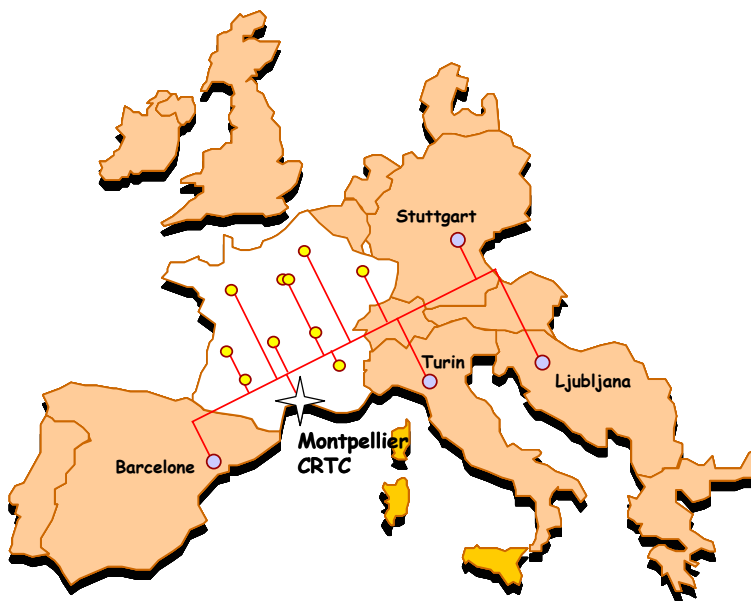 Stuttgart
Turin
Ljubljana
Montpellier
CRTC
Barcelone